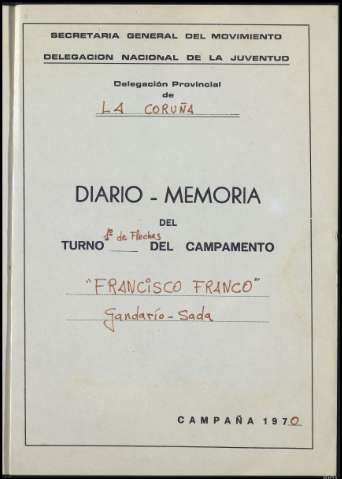 SECRETARIA GENERAL DEL MOVIMIENTO
DELEGACION NACIONAL DE LA JUVENTUD
Delegación Provincial
de
LA CORUÑA
DIARIO - MEMORIA
DEL
TURNO 1º de Flechas DEL CAMPAMENTO
"FRANCISCO FRANCO"
Gandarío - Sada
CAMPAÑA 1970